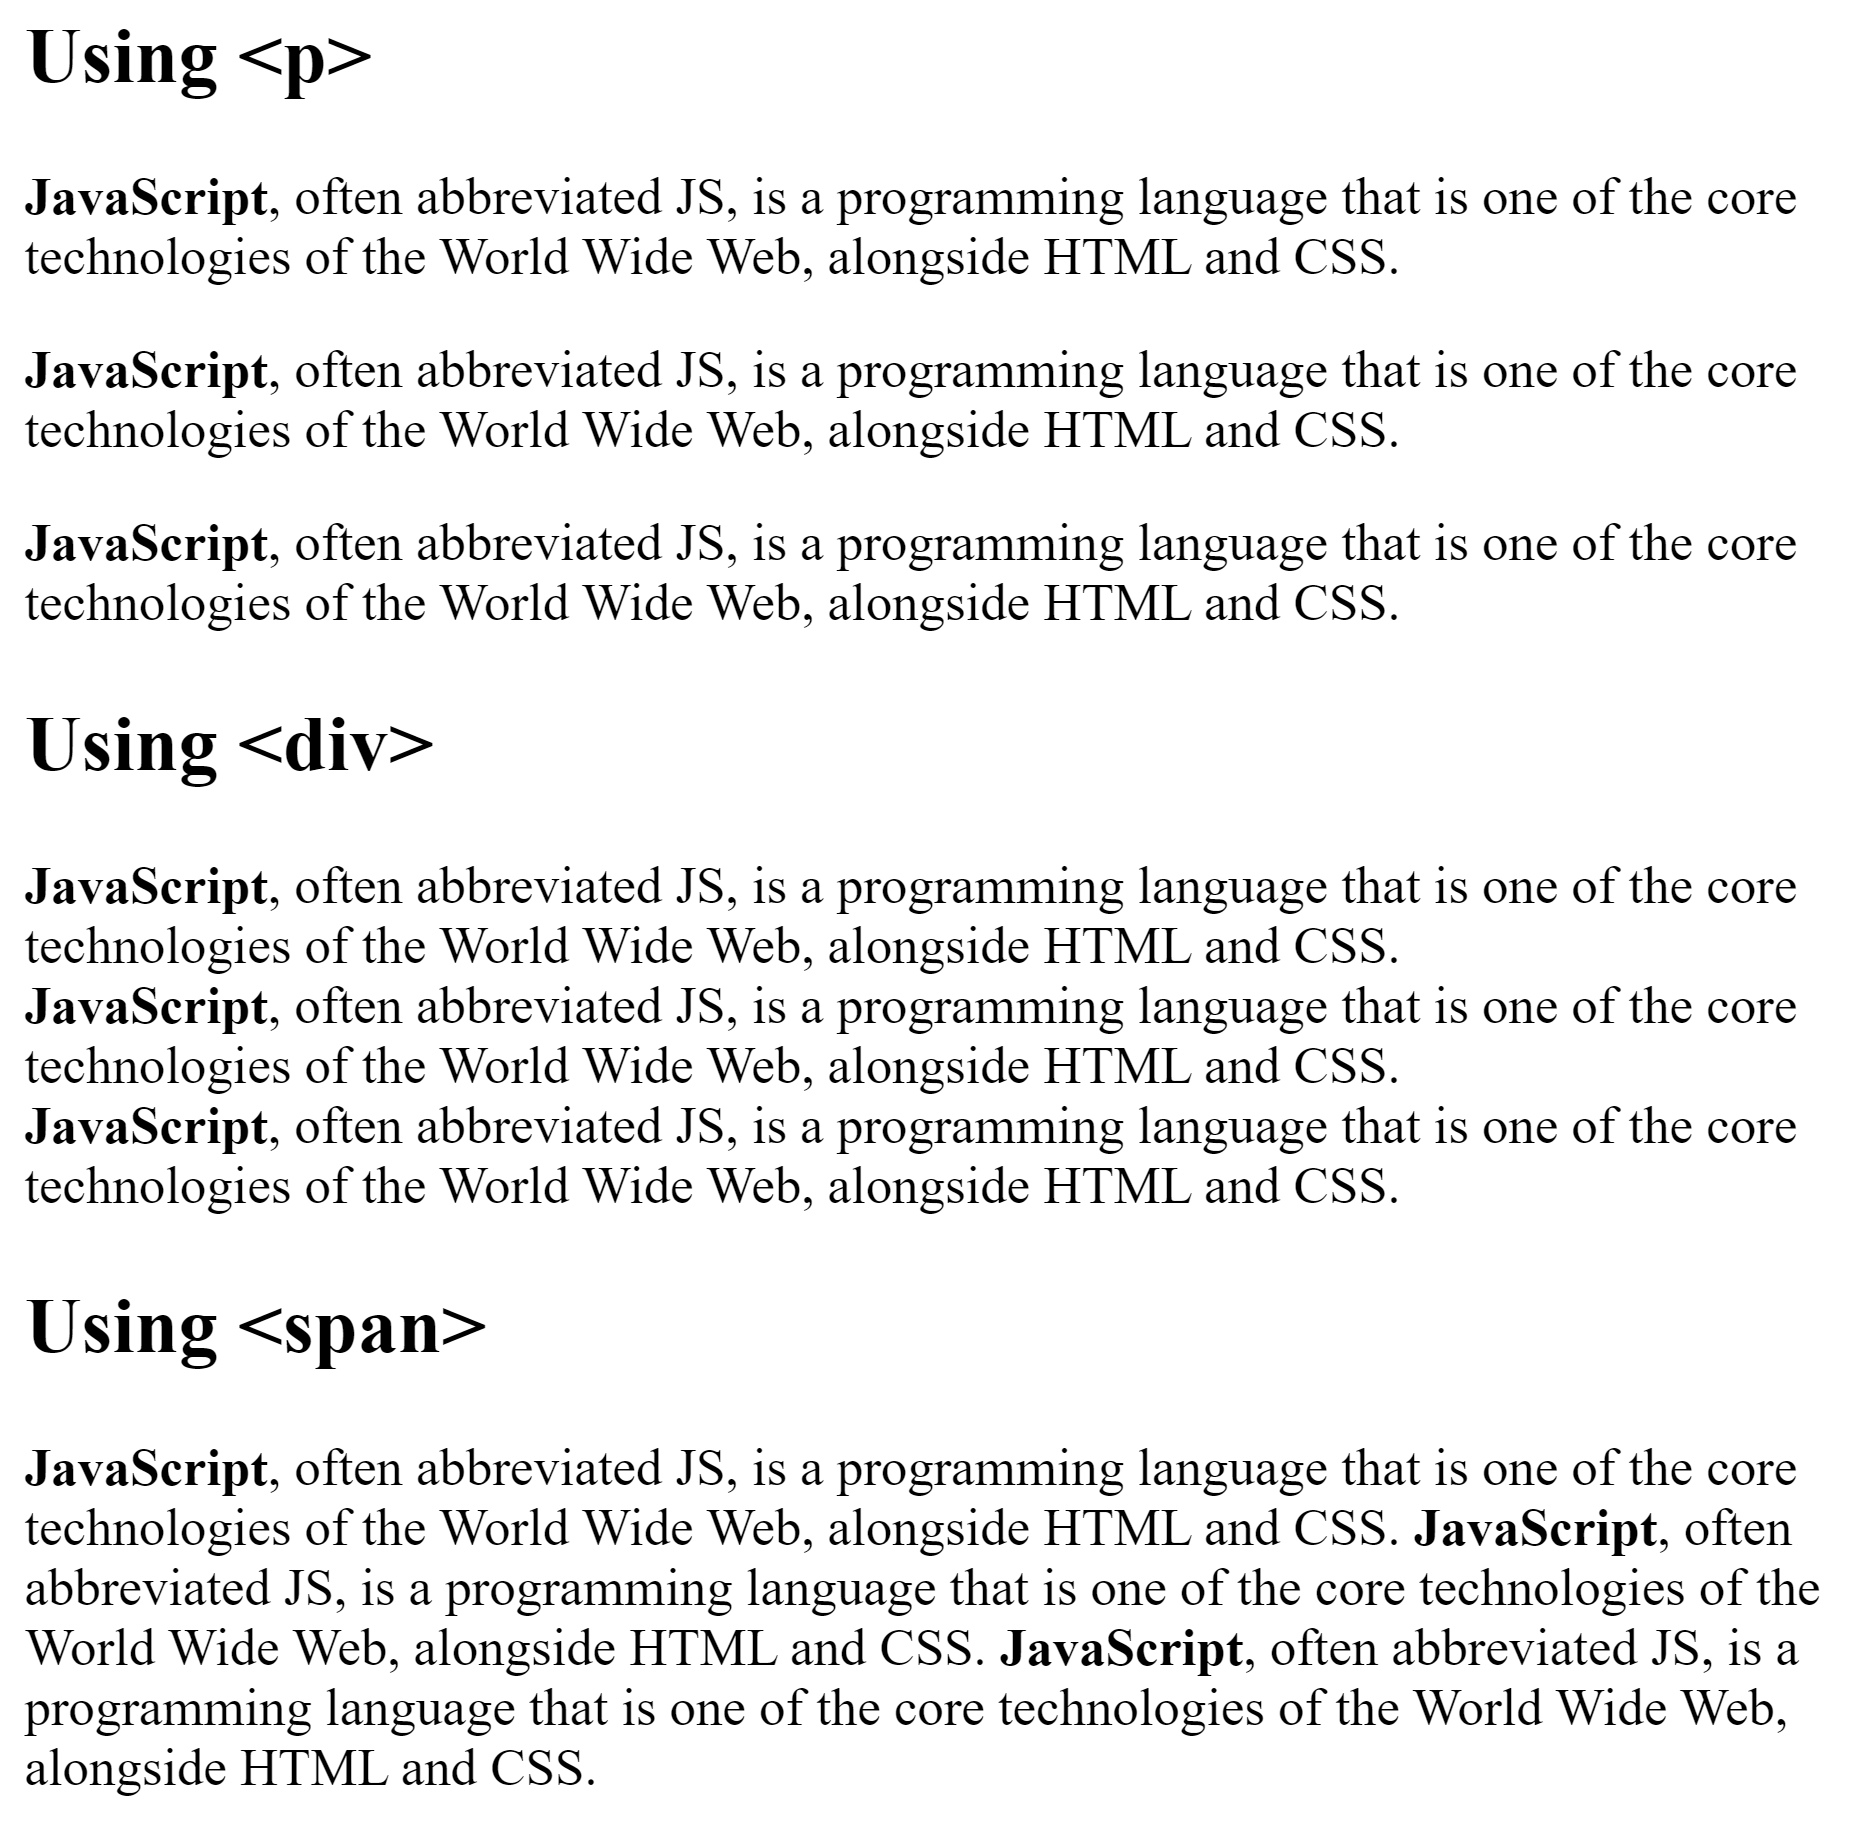 Using <p>
JavaScript, often abbreviated JS, is a programming language that is one of the core
technologies of the World Wide Web, alongside HTML and CSS.
JavaScript, often abbreviated JS, is a programming language that is one of the core
technologies of the World Wide Web, alongside HTML and CSS.
JavaScript, often abbreviated JS, is a programming language that is one of the core
technologies of the World Wide Web, alongside HTML and CSS.
Using <div>
JavaScript, often abbreviated JS, is a programming language that is one of the core
technologies of the World Wide Web, alongside HTML and CSS.
JavaScript, often abbreviated JS, is a programming language that is one of the core
technologies of the World Wide Web, alongside HTML and CSS.
JavaScript, often abbreviated JS, is a programming language that is one of the core
technologies of the World Wide Web, alongside HTML and CSS.
Using <span>
JavaScript, often abbreviated JS, is a programming language that is one of the core
technologies of the World Wide Web, alongside HTML and CSS. JavaScript, often
abbreviated JS, is a programming language that is one of the core technologies of the
World Wide Web, alongside HTML and CSS. JavaScript, often abbreviated JS, is a
programming language that is one of the core technologies of the World Wide Web,
alongside HTML and CSS.